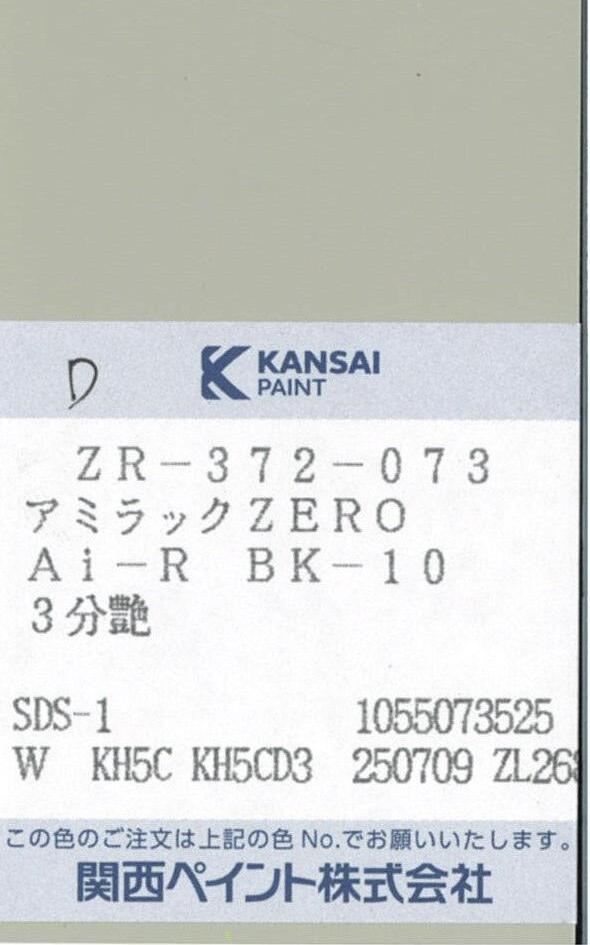 D
KANSAI
PAINT
ZR-372-073
アミラックZERO
Ai-R BK-10
3分艶
SDS-1 1055073525
W KH5C KH5CD3 250709 ZL268
この色のご注文は上記の色No.でお願いいたします。
関西ペイント株式会社